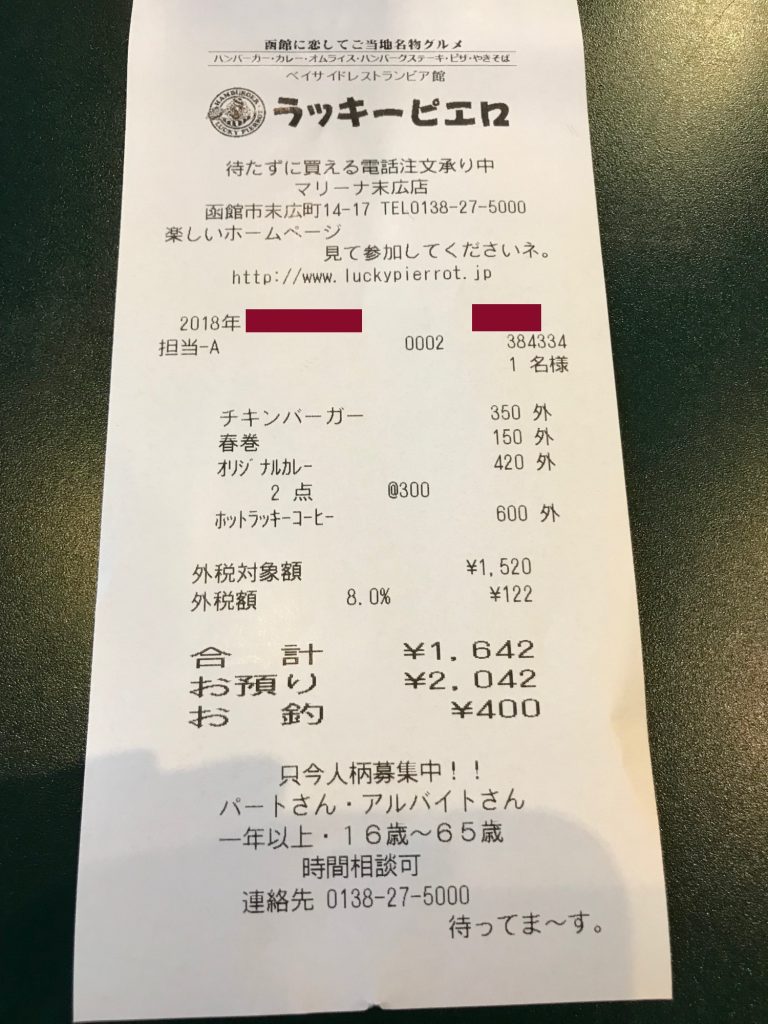 函館に恋してご当地名物グルメ
ハンバーガー・カレー・オムライス・ハンバーグステーキ・ピザ・やきそば
ベイサイドレストランビア館
HAMBURGER LUCKY PIERROT
ラッキーピエロ
待たずに買える電話注文承り中
マリーナ末広店
函館市末広町14-17 TEL0138-27-5000
楽しいホームページ
見て参加してくださいネ。
http://www.luckypierrot.jp
2018年
担当-A 0002 384334
1 名様
チキンバーガー 350 外
春巻 150 外
ｵﾘｼﾞﾅﾙｶﾚｰ 420 外
2 点 @300
ﾎｯﾄﾗｯｷｰｺｰﾋｰ 600 外
外税対象額 ¥1,520
外税額 8.0% ¥122
合 計 ¥1,642
お預り ¥2,042
お 釣 ¥400
只今人柄募集中！！
パートさん・アルバイトさん
一年以上・１６歳～６５歳
時間相談可
連絡先 0138-27-5000
待ってま～す。